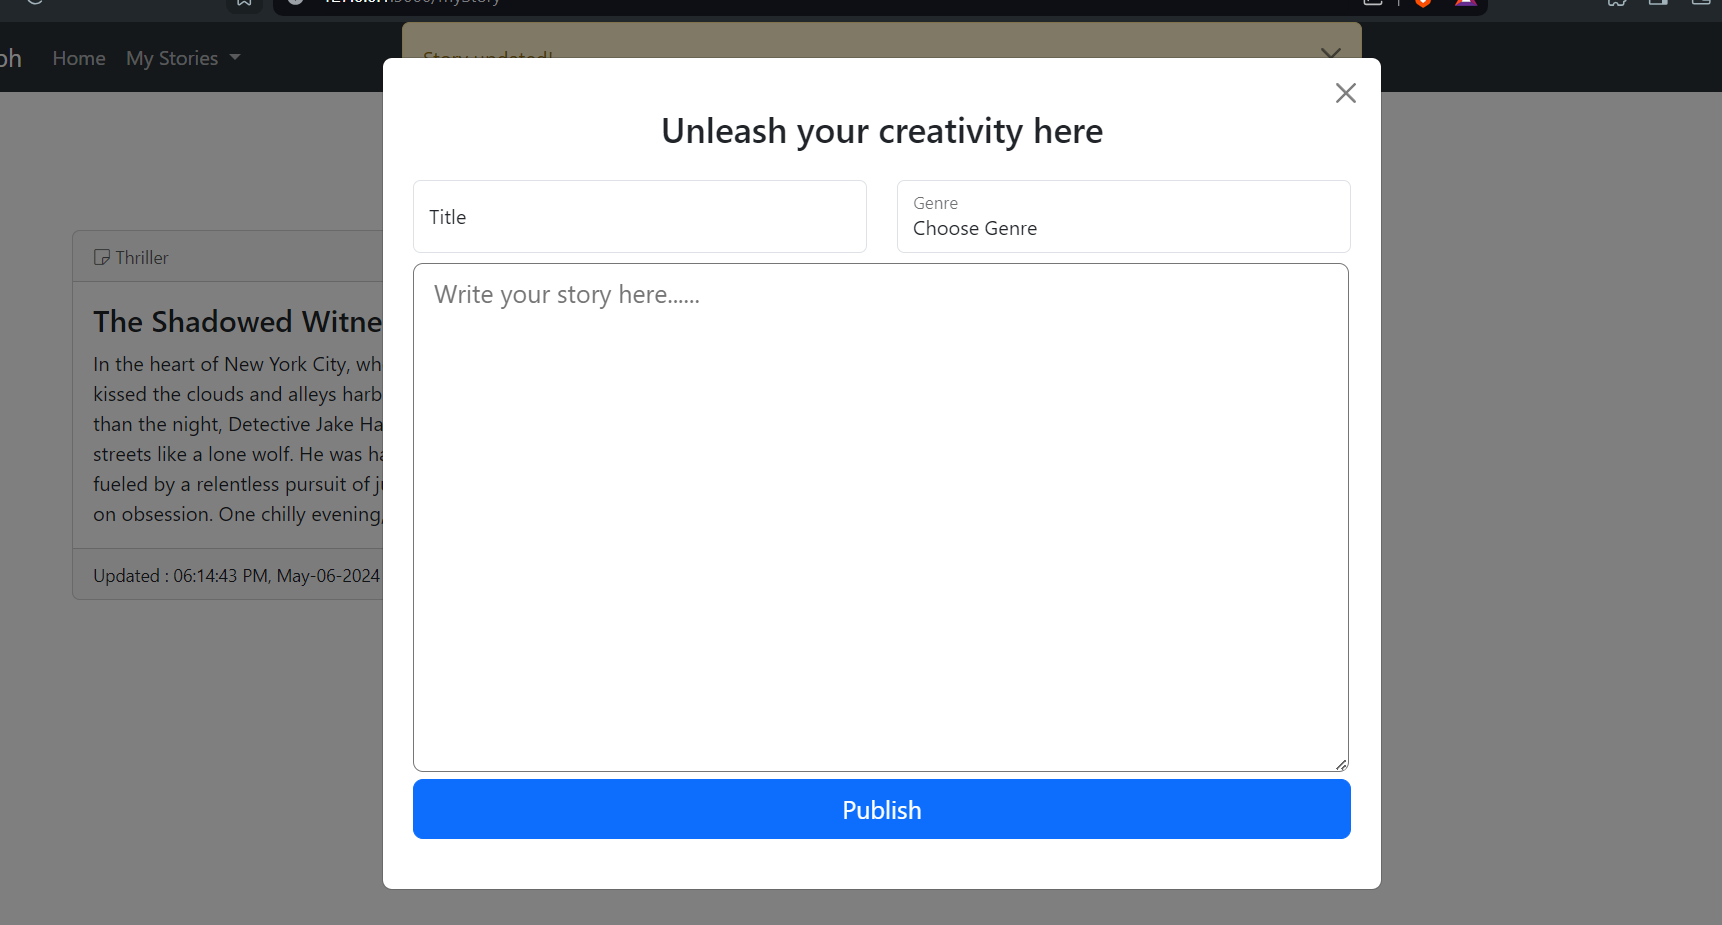 Home
My Stories
Story updated!
Unleash your creativity here
Title
Genre
Choose Genre
Write your story here......
Publish
Thriller
The Shadowed Witne
In the heart of New York City, wh
kissed the clouds and alleys harb
than the night, Detective Jake Ha
streets like a lone wolf. He was ha
fueled by a relentless pursuit of ju
on obsession. One chilly evening,
Updated : 06:14:43 PM, May-06-2024